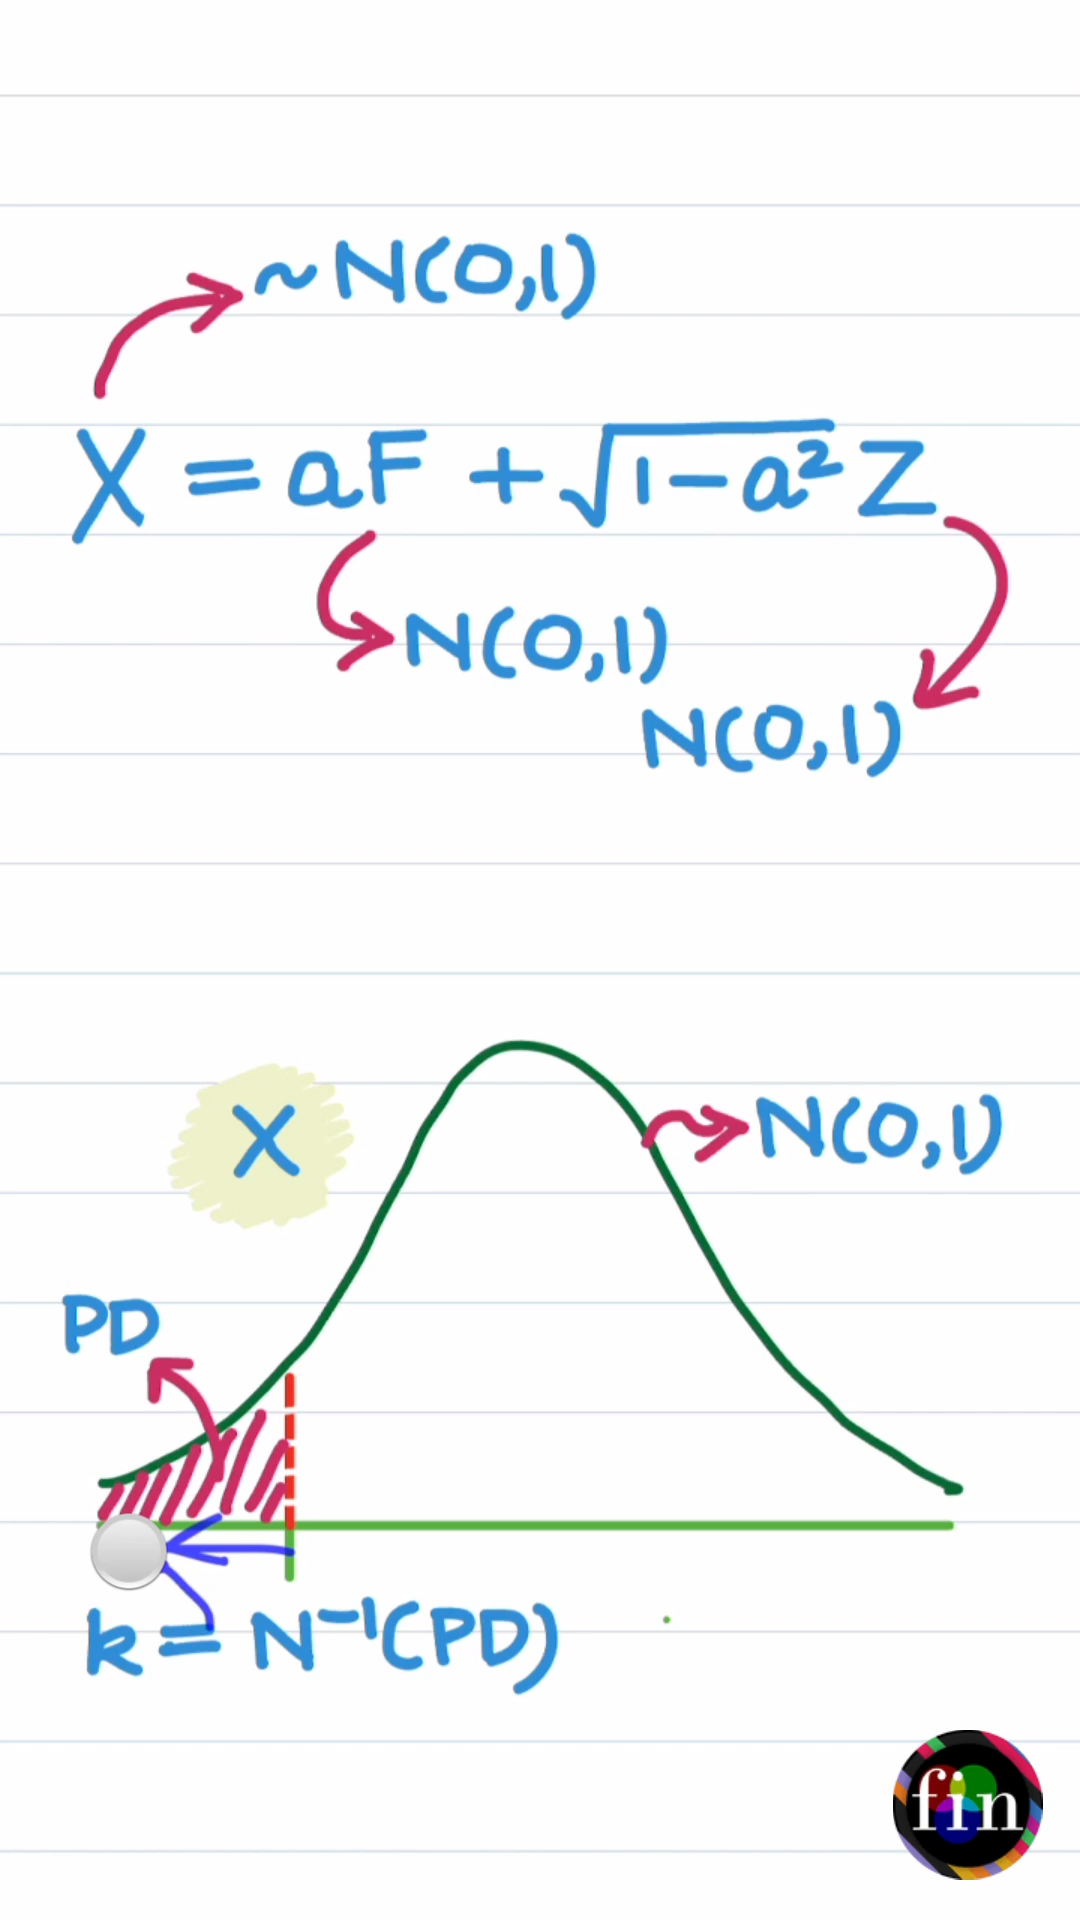 ~N(0,1)
X = aF + √1-a² Z
N(0,1)
N(0,1)
X
N(0,1)
PD
k = N⁻¹(PD)
fin